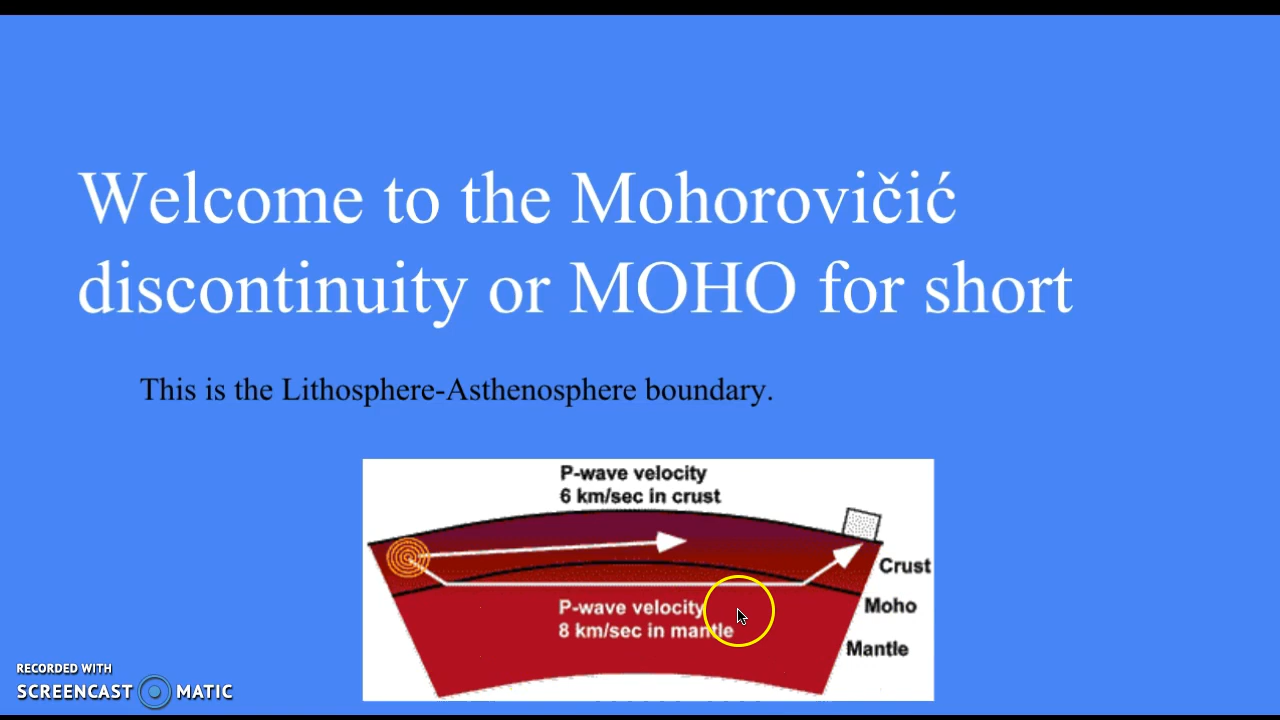 Welcome to the Mohorovičić
discontinuity or MOHO for short
This is the Lithosphere-Asthenosphere boundary.
P-wave velocity
6 km/sec in crust
Crust
Moho
P-wave velocity
8 km/sec in mantle
Mantle
RECORDED WITH
SCREENCAST MATIC